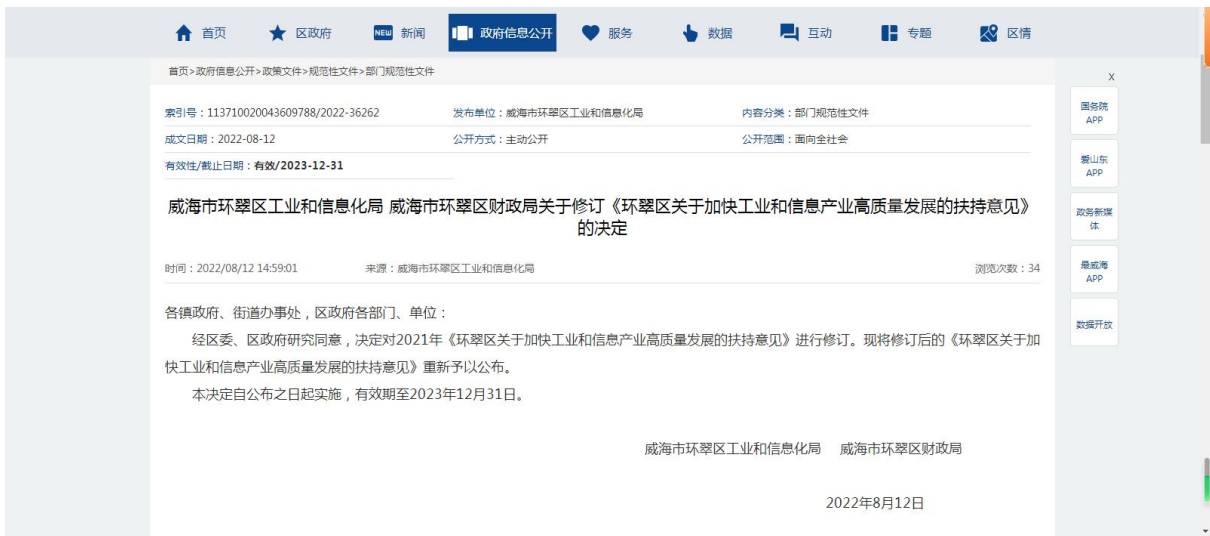 首页 区政府 NEW 新闻 政府信息公开 服务 数据 互动 专题 区情
首页>政府信息公开>政策文件>规范性文件>部门规范性文件
索引号：113710020043609788/2022-36262 发布单位：威海市环翠区工业和信息化局 内容分类：部门规范性文件
成文日期：2022-08-12 公开方式：主动公开 公开范围：面向全社会
有效性/截止日期：有效/2023-12-31
威海市环翠区工业和信息化局 威海市环翠区财政局关于修订《环翠区关于加快工业和信息产业高质量发展的扶持意见》
的决定
时间：2022/08/12 14:59:01 来源：威海市环翠区工业和信息化局 浏览次数：34
各镇政府、街道办事处，区政府各部门、单位：
经区委、区政府研究同意，决定对2021年《环翠区关于加快工业和信息产业高质量发展的扶持意见》进行修订。现将修订后的《环翠区关于加
快工业和信息产业高质量发展的扶持意见》重新予以公布。
本决定自公布之日起实施，有效期至2023年12月31日。
威海市环翠区工业和信息化局 威海市环翠区财政局
2022年8月12日
X
国务院
APP
爱山东
APP
政务新媒
体
最威海
APP
数据开放